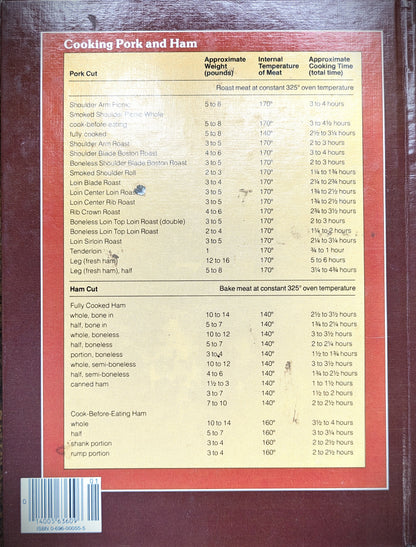 Cooking Pork and Ham
Pork Cut Approximate Weight (pounds) Internal Temperature of Meat Approximate Cooking Time (total time)
Roast meat at constant 325° oven temperature
Shoulder Arm Picnic 5 to 8 170° 3 to 4 hours
Smoked Shoulder Picnic Whole
cook-before-eating 5 to 8 170° 3 to 4½ hours
fully cooked 5 to 8 140° 2½ to 3¼ hours
Shoulder Arm Roast 3 to 5 170° 2 to 3 hours
Shoulder Blade Boston Roast 4 to 6 170° 3 to 4 hours
Boneless Shoulder Blade Boston Roast 3 to 5 170° 2 to 3 hours
Smoked Shoulder Roll 2 to 3 170° 1¼ to 1¾ hours
Loin Blade Roast 3 to 4 170° 2¼ to 2¾ hours
Loin Center Loin Roast 3 to 5 170° 1¾ to 2½ hours
Loin Center Rib Roast 3 to 5 170° 1¾ to 2½ hours
Rib Crown Roast 4 to 6 170° 2¾ to 3½ hours
Boneless Loin Top Loin Roast (double) 3 to 5 170° 2 to 3 hours
Boneless Loin Top Loin Roast 2 to 4 170° 1¼ to 2 hours
Loin Sirloin Roast 3 to 5 170° 2¼ to 3¼ hours
Tenderloin 1 170° ¾ to 1 hour
Leg (fresh ham) 12 to 16 170° 5 to 6 hours
Leg (fresh ham), half 5 to 8 170° 3¼ to 4¾ hours
Ham Cut Bake meat at constant 325° oven temperature
Fully Cooked Ham
whole, bone in 10 to 14 140° 2½ to 3½ hours
half, bone in 5 to 7 140° 1¾ to 2¼ hours
whole, boneless 10 to 12 140° 3 to 3½ hours
half, boneless 5 to 7 140° 2 to 2¼ hours
portion, boneless 3 to 4 140° 1½ to 1¾ hours
whole, semi-boneless 10 to 12 140° 3 to 3½ hours
half, semi-boneless 4 to 6 140° 1¾ to 2½ hours
canned ham 1½ to 3 140° 1 to 1½ hours
3 to 7 140° 1½ to 2 hours
7 to 10 140° 2 to 2½ hours
Cook-Before-Eating Ham
whole 10 to 14 160° 3½ to 4 hours
half 5 to 7 160° 3 to 3¼ hours
shank portion 3 to 4 160° 2 to 2½ hours
rump portion 3 to 4 160° 2 to 2½ hours
01
0
14005 63609
ISBN: 0-696-00055-5